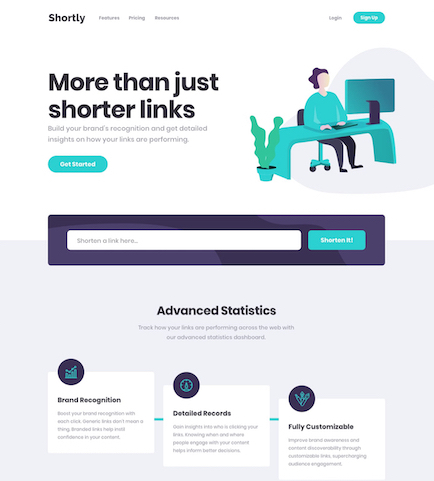 Shortly Features Pricing Resources Login Sign Up
More than just
shorter links
Build your brand's recognition and get detailed
insights on how your links are performing.
Get Started
Shorten a link here... Shorten It!
Advanced Statistics
Track how your links are performing across the web with
our advanced statistics dashboard.
Brand Recognition
Boost your brand recognition with
each click. Generic links don't mean a
thing. Branded links help instil
confidence in your content.
Detailed Records
Gain insights into who is clicking your
links. Knowing when and where
people engage with your content
helps inform better decisions.
Fully Customizable
Improve brand awareness and
content discoverability through
customizable links, supercharging
audience engagement.